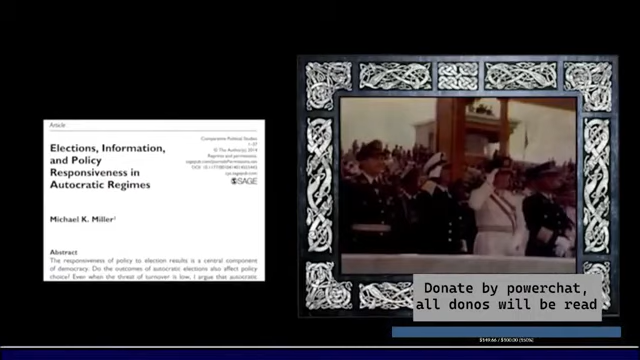 Article
Comparative Political Studies
Elections, Information,
and Policy
Responsiveness in
Autocratic Regimes
SAGE
Michael K. Miller¹
Abstract
The responsiveness of policy to election results is a central component
of democracy. Do the outcomes of autocratic elections also affect policy
choice? Even when the threat of turnover is low, I argue that autocratic
Donate by powerchat,
all donos will be read